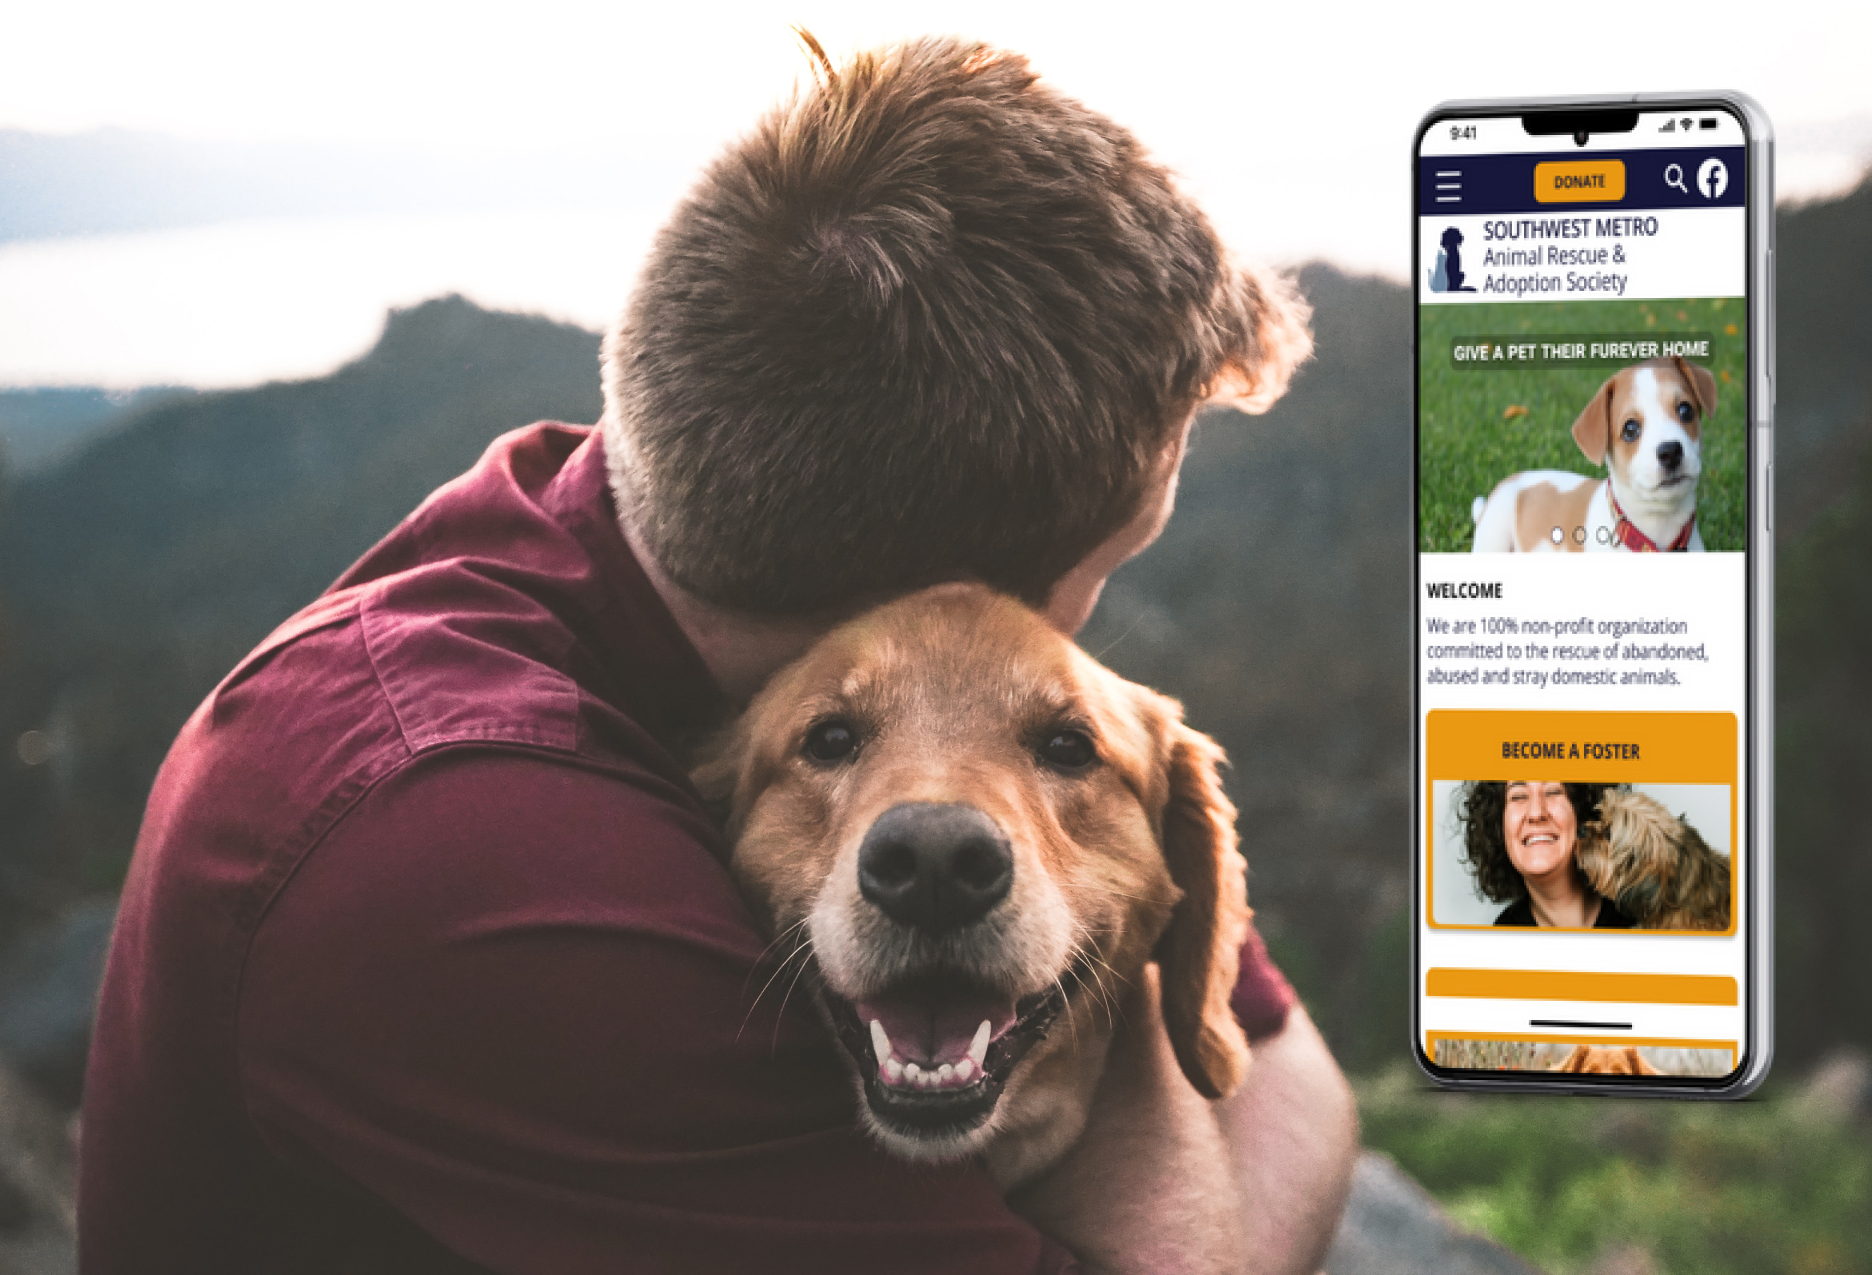 9:41
DONATE
SOUTHWEST METRO
Animal Rescue &
Adoption Society
GIVE A PET THEIR FUREVER HOME
WELCOME
We are 100% non-profit organization
committed to the rescue of abandoned,
abused and stray domestic animals.
BECOME A FOSTER